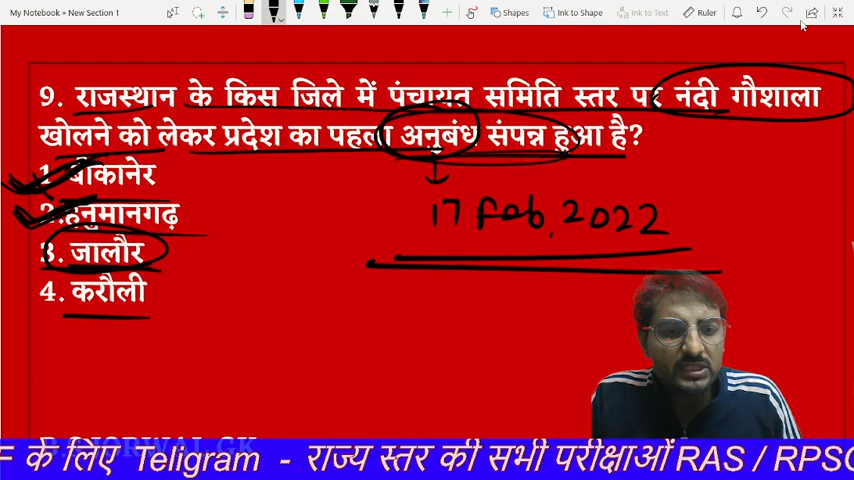 My Notebook » New Section 1
Shapes Ink to Shape Ink to Text Ruler
9. राजस्थान के किस जिले में पंचायत समिति स्तर पर नंदी गौशाला
खोलने को लेकर प्रदेश का पहला अनुबंध संपन्न हुआ है?
1. बीकानेर
2. हनुमानगढ़
3. जालौर
4. करौली
17 Feb, 2022
के लिए Teligram - राज्य स्तर की सभी परीक्षाओं RAS / RPSC